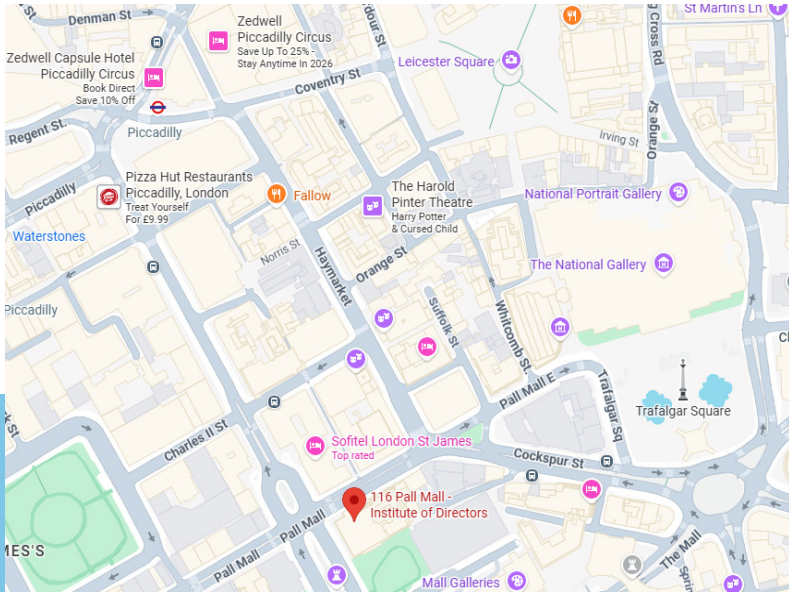 Denman St
Zedwell
Piccadilly Circus
Save Up To 25% -
Stay Anytime In 2026
St Martin's Ln
Zedwell Capsule Hotel
Piccadilly Circus
Book Direct
Save 10% Off
Leicester Square
Coventry St
Regent St.
Piccadilly
Irving St
Orange St
Piccadilly
Pizza Hut Restaurants
Piccadilly, London
Treat Yourself
For £9.99
Fallow
The Harold
Pinter Theatre
Harry Potter
& Cursed Child
National Portrait Gallery
Waterstones
Norris St
Haymarket
Orange St
The National Gallery
Piccadilly
Suffolk St
Whitcomb St.
Pall Mall E
Trafalgar Sq
Trafalgar Square
Charles II St
Sofitel London St James
Top rated
Cockspur St
116 Pall Mall -
Institute of Directors
Pall Mall
Pall Mall
The Mall
Mall Galleries